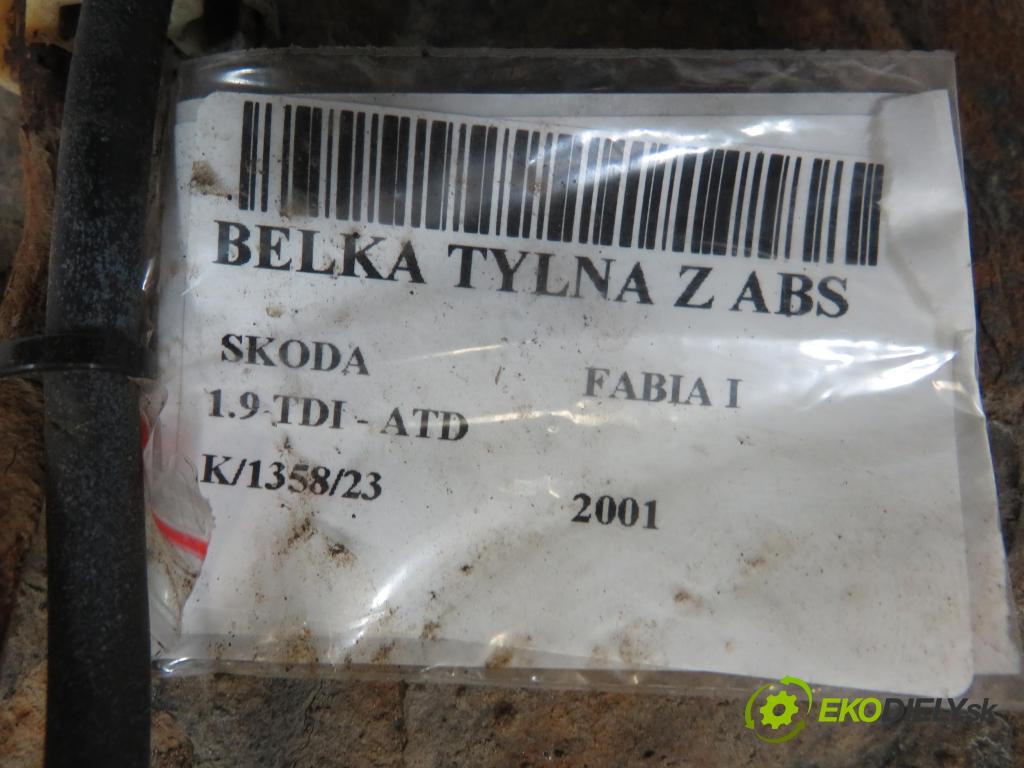 BELKA TYLNA Z ABS
SKODA FABIA I
1.9 TDI - ATD
K/1358/23 2001
EKODIELY.sk